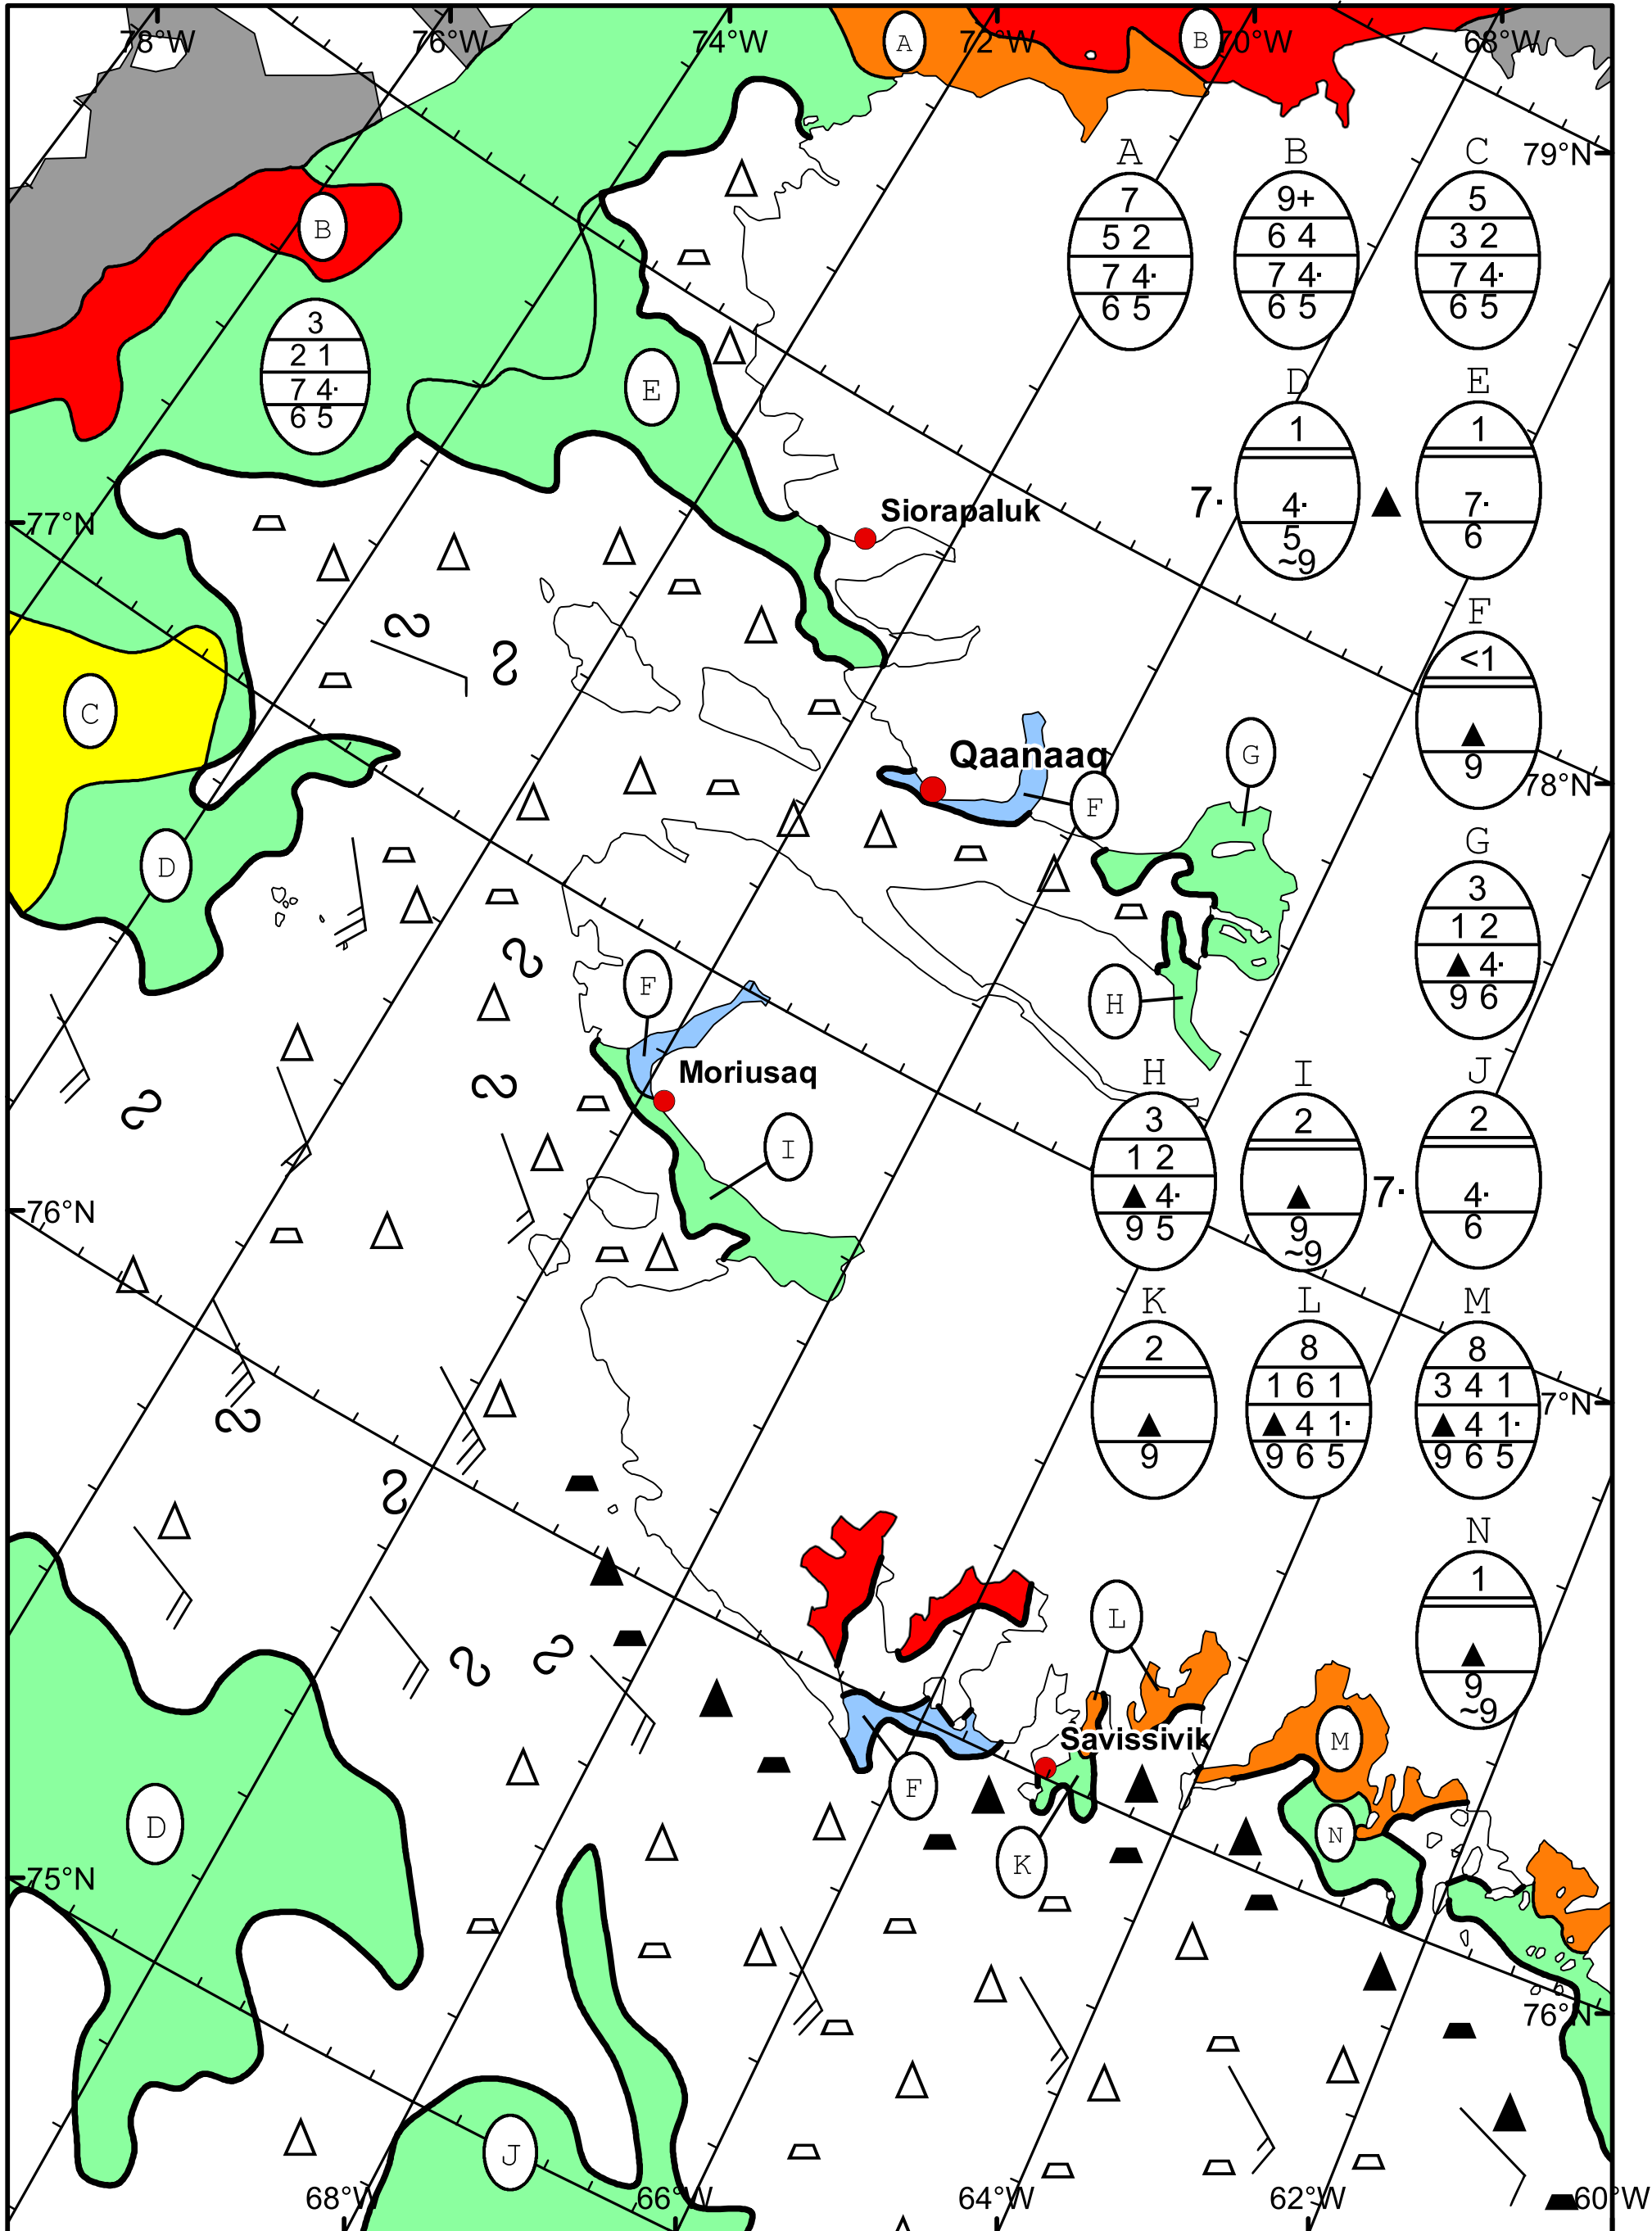 78°W 76°W 74°W 72°W 70°W 68°W
A B
79°N
A B C
7 9+ 5
5 2 6 4 3 2
7 4· 7 4· 7 4·
6 5 6 5 6 5
B
3
2 1
7 4·
6 5
E
D E
1 1
7· 4· ▲ 7·
5 6
~9
77°N
Siorapaluk
F
<1
▲
9
C
Qaanaaq
G
F
78°N
D
G
3
1 2
▲ 4·
9 6
F
H
Moriusaq
I
H I J
3 2 2
1 2
▲ 4· ▲ 7· 4·
9 5 9 6
~9
76°N
K L M
2 8 8
1 6 1 3 4 1
▲ ▲ 4 1· ▲ 4 1·
9 9 6 5 9 6 5
7°N
N
1
▲
9
~9
L
Savissivik
M
F
D
N
K
75°N
76°N
J
68°W 66°W 64°W 62°W 60°W